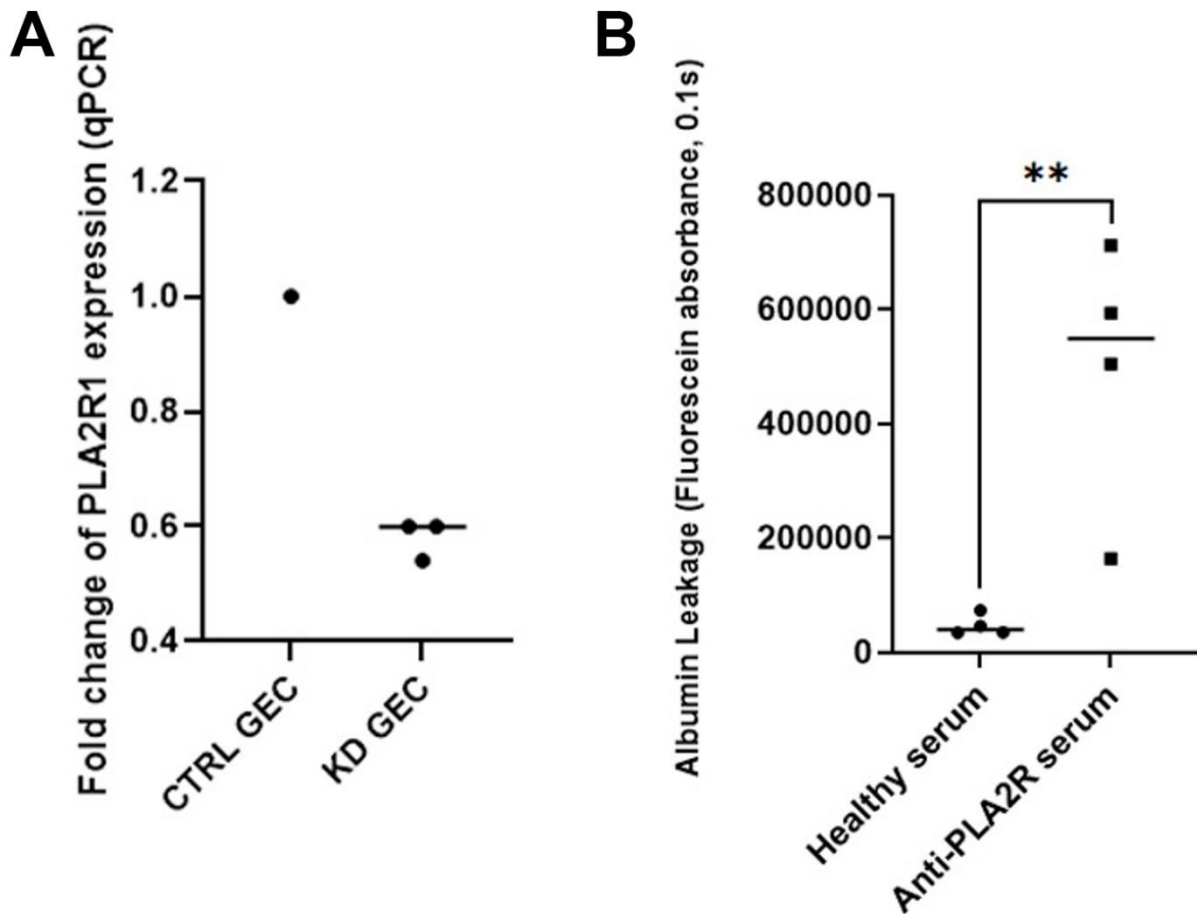 A
Fold change of PLA2R1 expression (qPCR)
1.2
1.0
0.8
0.6
0.4
CTRL GEC
KD GEC
B
Albumin Leakage (Fluorescein absorbance, 0.1s)
**
800000
600000
400000
200000
0
Healthy serum
Anti-PLA2R serum